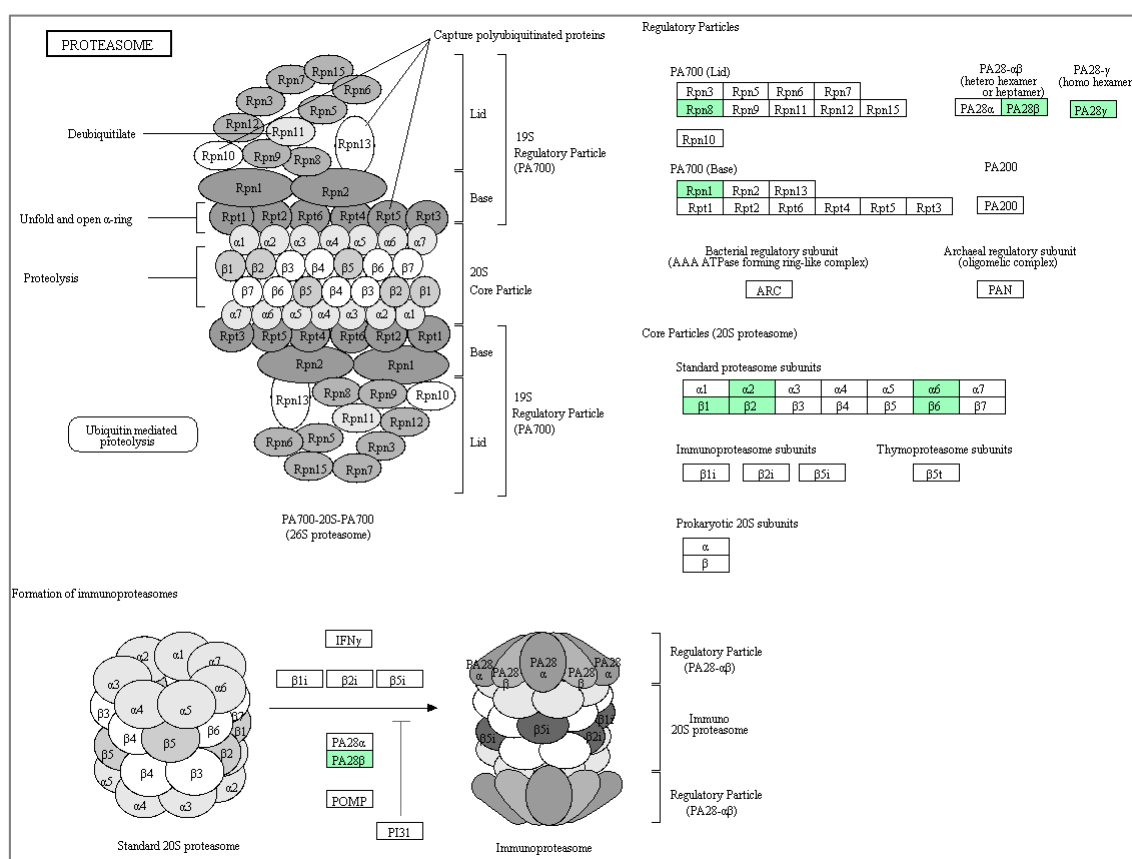 PROTEASOME
Capture polyubiquitinated proteins
Rpn15
Rpn7
Rpn6
Rpn3
Rpn5
Rpn12
Rpn11
Deubiquitilate
Rpn13
Rpn10
Rpn9
Rpn8
Lid
19S
Regulatory Particle
(PA700)
Rpn1
Rpn2
Base
Unfold and open α-ring
Rpt1 Rpt2 Rpt6 Rpt4 Rpt5 Rpt3
α1 α2 α3 α4 α5 α6 α7
Proteolysis
β1 β2 β3 β4 β5 β6 β7
20S
Core Particle
β7 β6 β5 β4 β3 β2 β1
α7 α6 α5 α4 α3 α2 α1
Rpt3 Rpt5 Rpt4 Rpt6 Rpt2 Rpt1
Rpn2 Rpn1
Base
Rpn13 Rpn8 Rpn9 Rpn10
19S
Regulatory Particle
(PA700)
Rpn11 Rpn12
Rpn6 Rpn5 Rpn3
Rpn15 Rpn7
Lid
Ubiquitin mediated
proteolysis
PA700-20S-PA700
(26S proteasome)
Regulatory Particles
PA700 (Lid)
Rpn3 Rpn5 Rpn6 Rpn7
Rpn8 Rpn9 Rpn11 Rpn12 Rpn15
Rpn10
PA28-αβ
(hetero hexamer
or heptamer)
PA28α PA28β
PA28-γ
(homo hexamer
PA28γ
PA700 (Base)
Rpn1 Rpn2 Rpn13
Rpt1 Rpt2 Rpt6 Rpt4 Rpt5 Rpt3
PA200
PA200
Bacterial regulatory subunit
(AAA ATPase forming ring-like complex)
ARC
Archaeal regulatory subunit
(oligomelic complex)
PAN
Core Particles (20S proteasome)
Standard proteasome subunits
α1 α2 α3 α4 α5 α6 α7
β1 β2 β3 β4 β5 β6 β7
Immunoproteasome subunits
β1i β2i β5i
Thymoproteasome subunits
β5t
Prokaryotic 20S subunits
α
β
Formation of immunoproteasomes
α2 α1 α7
α3 α6
α4 α5
β3 β7
β4 β6 β1
β5
β5 β2
β4 β3
α5 α2
α4 α3
Standard 20S proteasome
IFNγ
β1i β2i β5i
PA28α
PA28β
POMP
PI31
PA28 α
PA28 β
PA28 α
PA28 β
PA28 α
β1i
β5i β5i β2i
Immunoproteasome
Regulatory Particle
(PA28-αβ)
Immuno
20S proteasome
Regulatory Particle
(PA28-αβ)